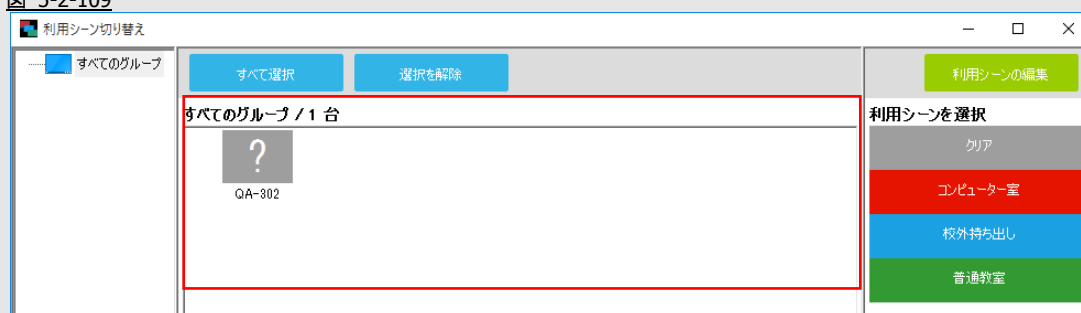 図 5-2-109
利用シーン切り替え
すべてのグループ
すべて選択
選択を解除
利用シーンの編集
すべてのグループ / 1 台
利用シーンを選択
?
QA-302
クリア
コンピューター室
校外持ち出し
普通教室